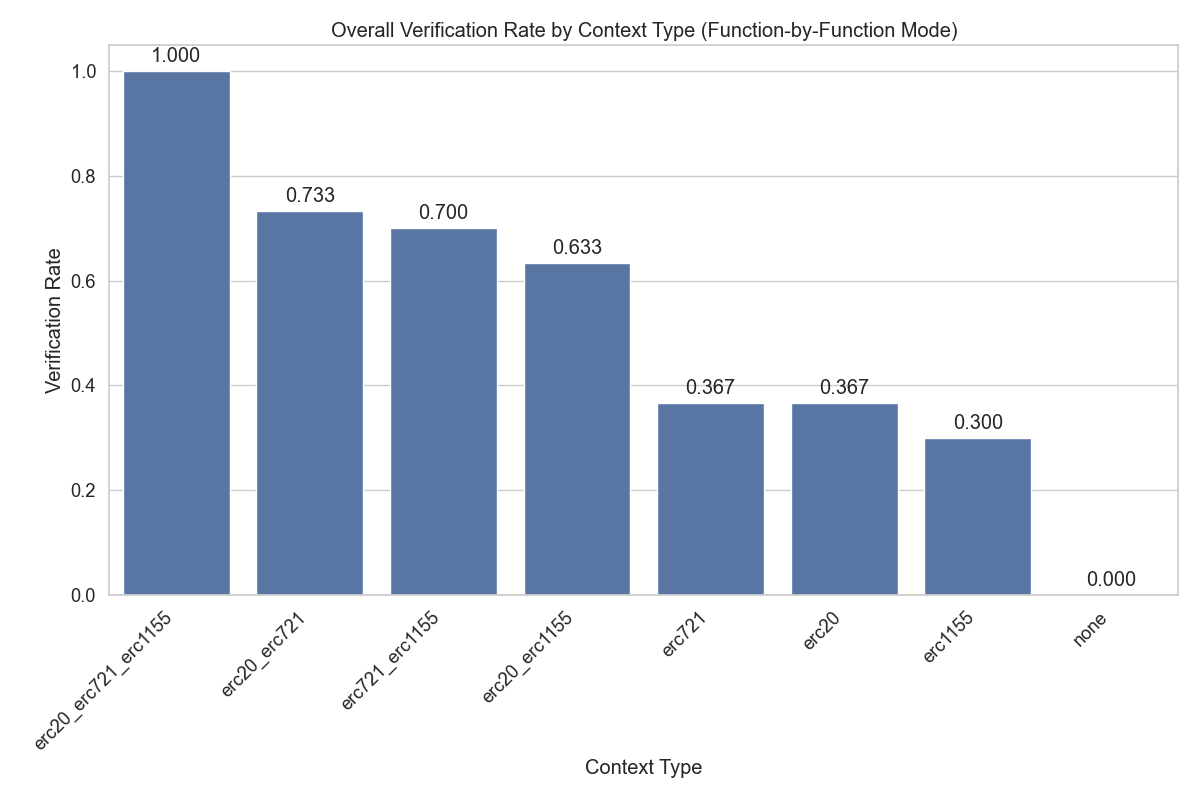 Overall Verification Rate by Context Type (Function-by-Function Mode)
Verification Rate
1.0
0.8
0.6
0.4
0.2
0.0
1.000
0.733
0.700
0.633
0.367
0.367
0.300
0.000
erc20_erc721_erc1155
erc20_erc721
erc721_erc1155
erc20_erc1155
erc721
erc20
erc1155
none
Context Type